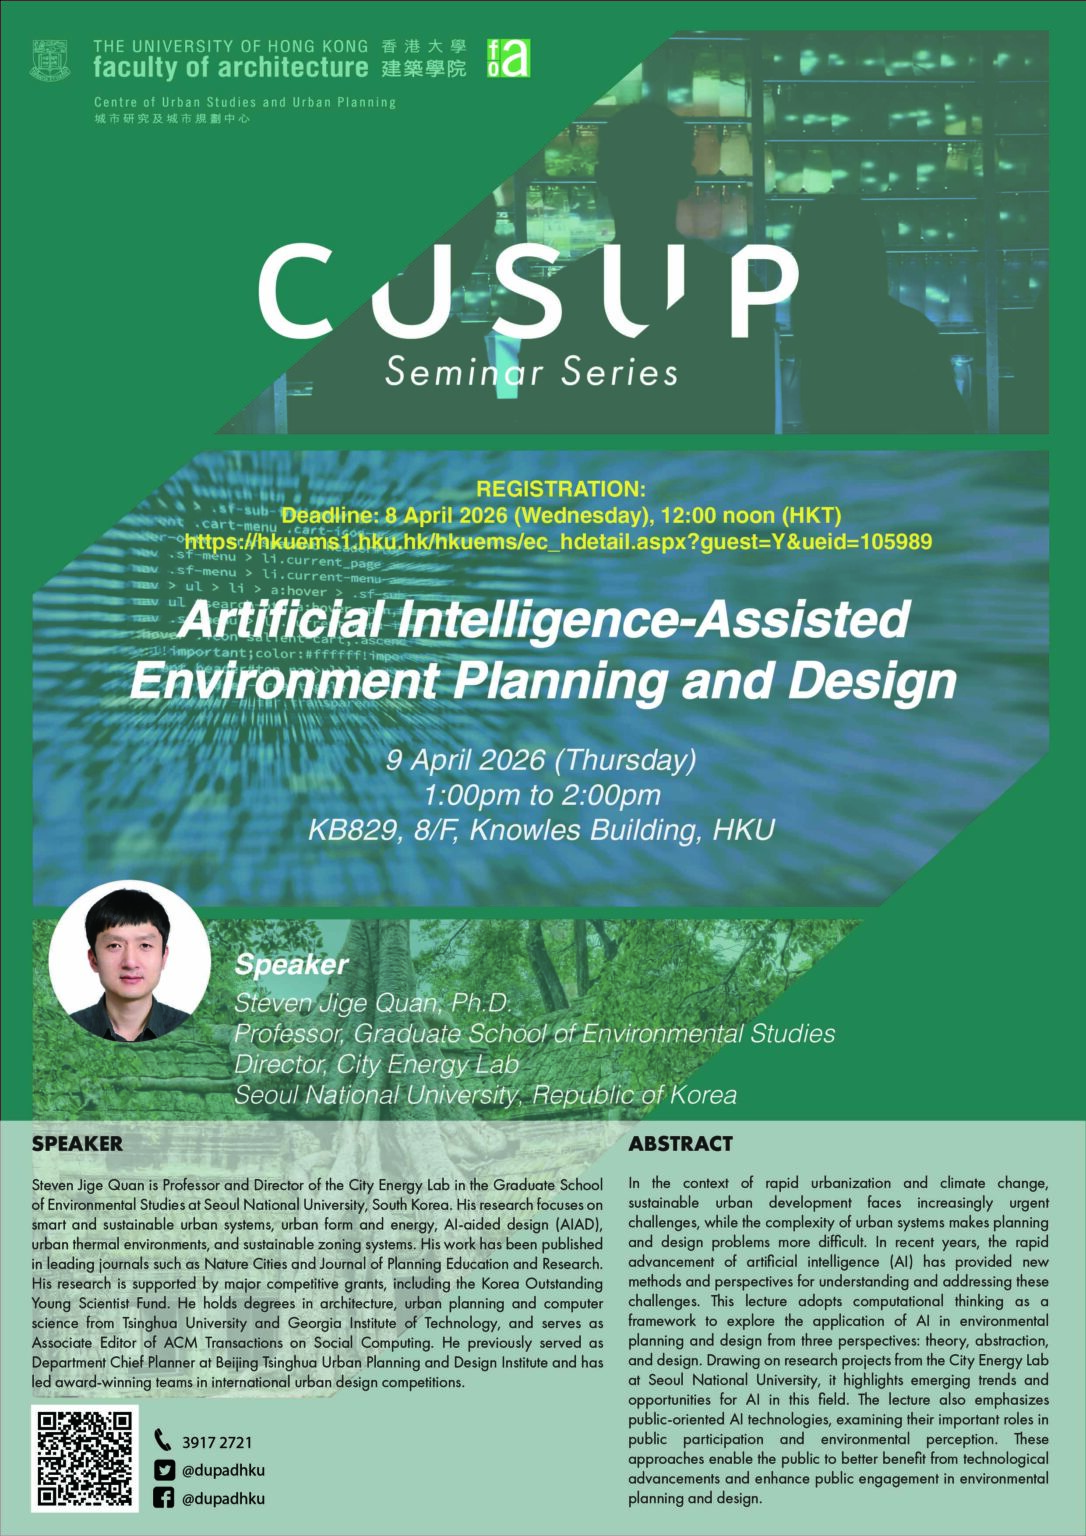 THE UNIVERSITY OF HONG KONG 香港大學
faculty of architecture 建築學院
foa
Centre of Urban Studies and Urban Planning
城市研究及城市規劃中心
CUSUP
Seminar Series
REGISTRATION:
Deadline: 8 April 2026 (Wednesday), 12:00 noon (HKT)
https://hkuems1.hku.hk/hkuems/ec_hdetail.aspx?guest=Y&ueid=105989
Artificial Intelligence-Assisted
Environment Planning and Design
9 April 2026 (Thursday)
1:00pm to 2:00pm
KB829, 8/F, Knowles Building, HKU
Speaker
Steven Jige Quan, Ph.D.
Professor, Graduate School of Environmental Studies
Director, City Energy Lab
Seoul National University, Republic of Korea
SPEAKER
Steven Jige Quan is Professor and Director of the City Energy Lab in the Graduate School
of Environmental Studies at Seoul National University, South Korea. His research focuses on
smart and sustainable urban systems, urban form and energy, AI-aided design (AIAD),
urban thermal environments, and sustainable zoning systems. His work has been published
in leading journals such as Nature Cities and Journal of Planning Education and Research.
His research is supported by major competitive grants, including the Korea Outstanding
Young Scientist Fund. He holds degrees in architecture, urban planning and computer
science from Tsinghua University and Georgia Institute of Technology, and serves as
Associate Editor of ACM Transactions on Social Computing. He previously served as
Department Chief Planner at Beijing Tsinghua Urban Planning and Design Institute and has
led award-winning teams in international urban design competitions.
3917 2721
@dupadhku
@dupadhku
ABSTRACT
In the context of rapid urbanization and climate change,
sustainable urban development faces increasingly urgent
challenges, while the complexity of urban systems makes planning
and design problems more difficult. In recent years, the rapid
advancement of artificial intelligence (AI) has provided new
methods and perspectives for understanding and addressing these
challenges. This lecture adopts computational thinking as a
framework to explore the application of AI in environmental
planning and design from three perspectives: theory, abstraction,
and design. Drawing on research projects from the City Energy Lab
at Seoul National University, it highlights emerging trends and
opportunities for AI in this field. The lecture also emphasizes
public-oriented AI technologies, examining their important roles in
public participation and environmental perception. These
approaches enable the public to better benefit from technological
advancements and enhance public engagement in environmental
planning and design.